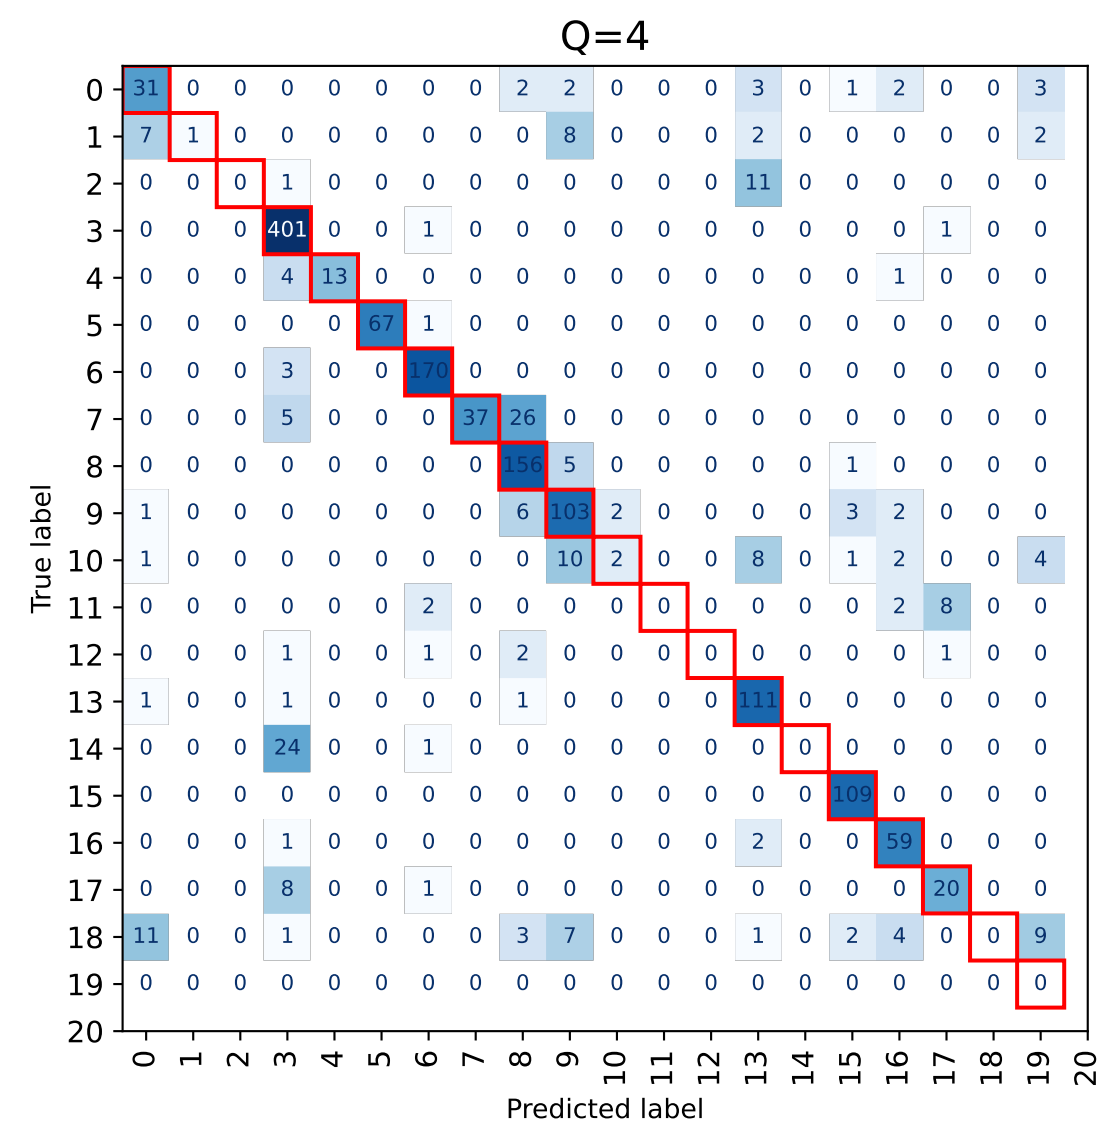 Q=4
0 31 0 0 0 0 0 0 0 2 2 0 0 0 3 0 1 2 0 0 3
1 7 1 0 0 0 0 0 0 0 8 0 0 0 2 0 0 0 0 0 2
2 0 0 0 1 0 0 0 0 0 0 0 0 0 11 0 0 0 0 0 0
3 0 0 0 401 0 0 1 0 0 0 0 0 0 0 0 0 0 1 0 0
4 0 0 0 4 13 0 0 0 0 0 0 0 0 0 0 0 1 0 0 0
5 0 0 0 0 0 67 1 0 0 0 0 0 0 0 0 0 0 0 0 0
6 0 0 0 3 0 0 170 0 0 0 0 0 0 0 0 0 0 0 0 0
7 0 0 0 5 0 0 0 37 26 0 0 0 0 0 0 0 0 0 0 0
8 0 0 0 0 0 0 0 0 156 5 0 0 0 0 0 1 0 0 0 0
9 1 0 0 0 0 0 0 0 6 103 2 0 0 0 0 3 2 0 0 0
10 1 0 0 0 0 0 0 0 0 10 2 0 0 8 0 1 2 0 0 4
11 0 0 0 0 0 0 2 0 0 0 0 0 0 0 0 0 2 8 0 0
12 0 0 0 1 0 0 1 0 2 0 0 0 0 0 0 0 0 1 0 0
13 1 0 0 1 0 0 0 0 1 0 0 0 0 111 0 0 0 0 0 0
14 0 0 0 24 0 0 1 0 0 0 0 0 0 0 0 0 0 0 0 0
15 0 0 0 0 0 0 0 0 0 0 0 0 0 0 0 109 0 0 0 0
16 0 0 0 1 0 0 0 0 0 0 0 0 0 2 0 0 59 0 0 0
17 0 0 0 8 0 0 1 0 0 0 0 0 0 0 0 0 0 20 0 0
18 11 0 0 1 0 0 0 0 3 7 0 0 0 1 0 2 4 0 0 9
19 0 0 0 0 0 0 0 0 0 0 0 0 0 0 0 0 0 0 0 0
20
True label
0 1 2 3 4 5 6 7 8 9 10 11 12 13 14 15 16 17 18 19 20
Predicted label